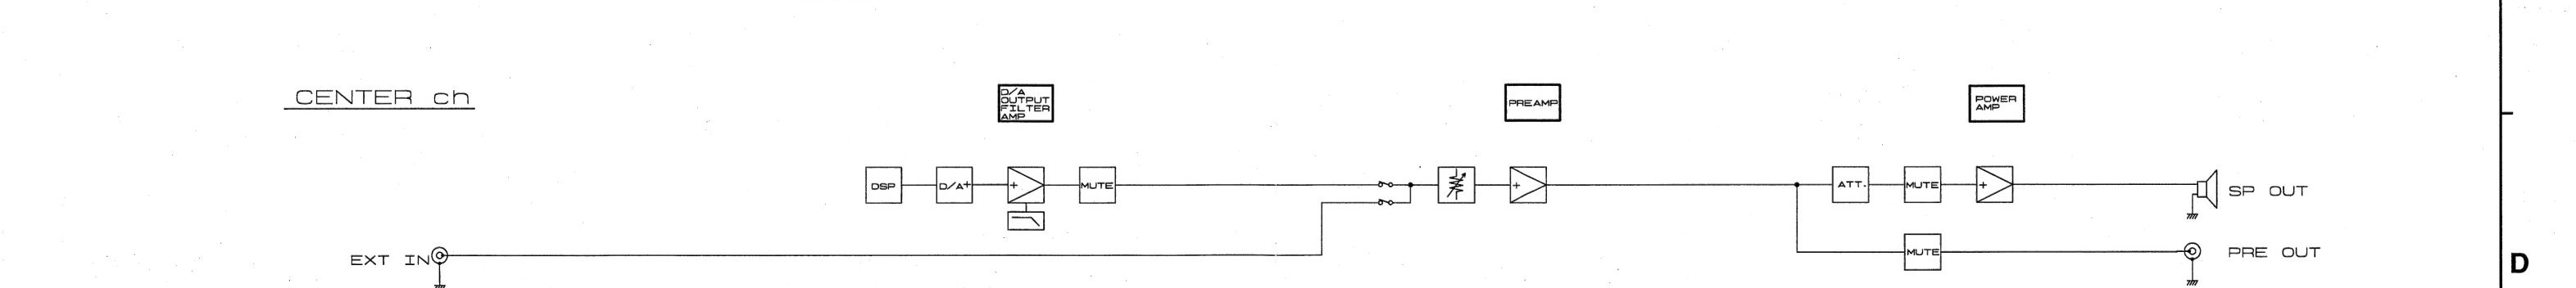 CENTER ch
D/A
OUTPUT
FILTER
AMP
PREAMP
POWER
AMP
DSP
D/A+
+
MUTE
+
ATT.
MUTE
+
SP OUT
EXT IN
MUTE
PRE OUT
D